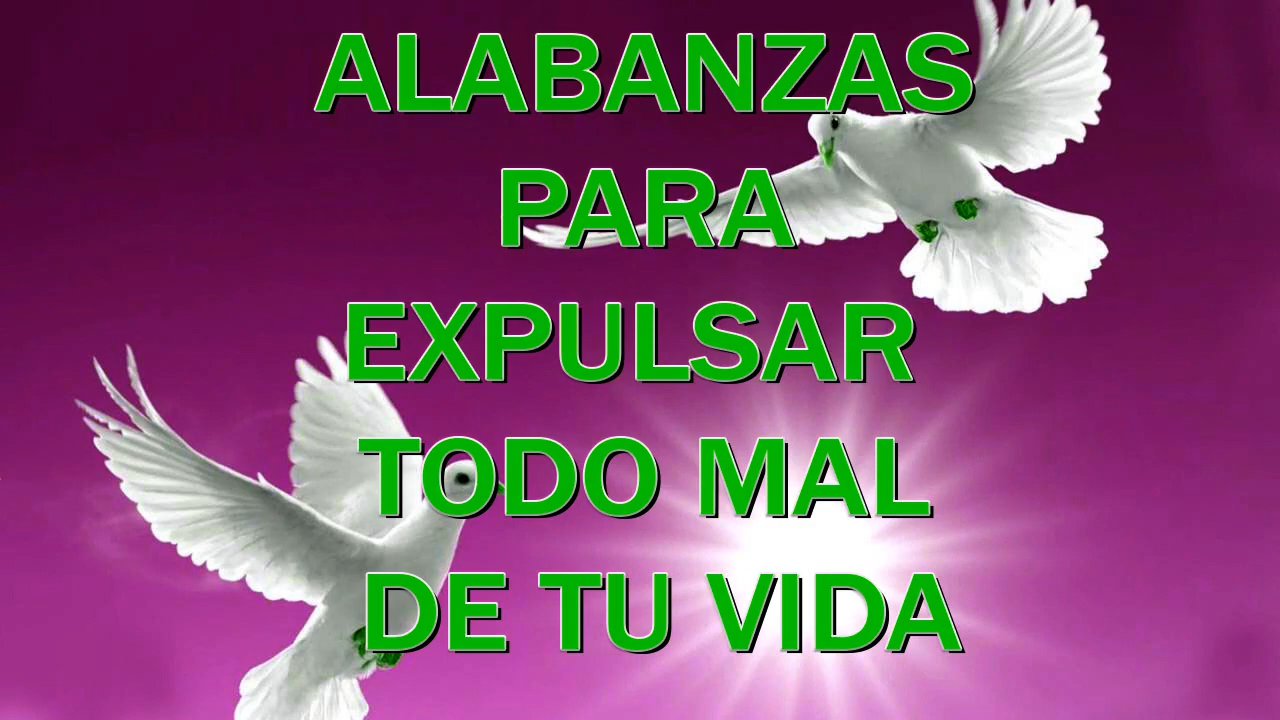 ALABANZAS
PARA
EXPULSAR
TODO MAL
DE TU VIDA